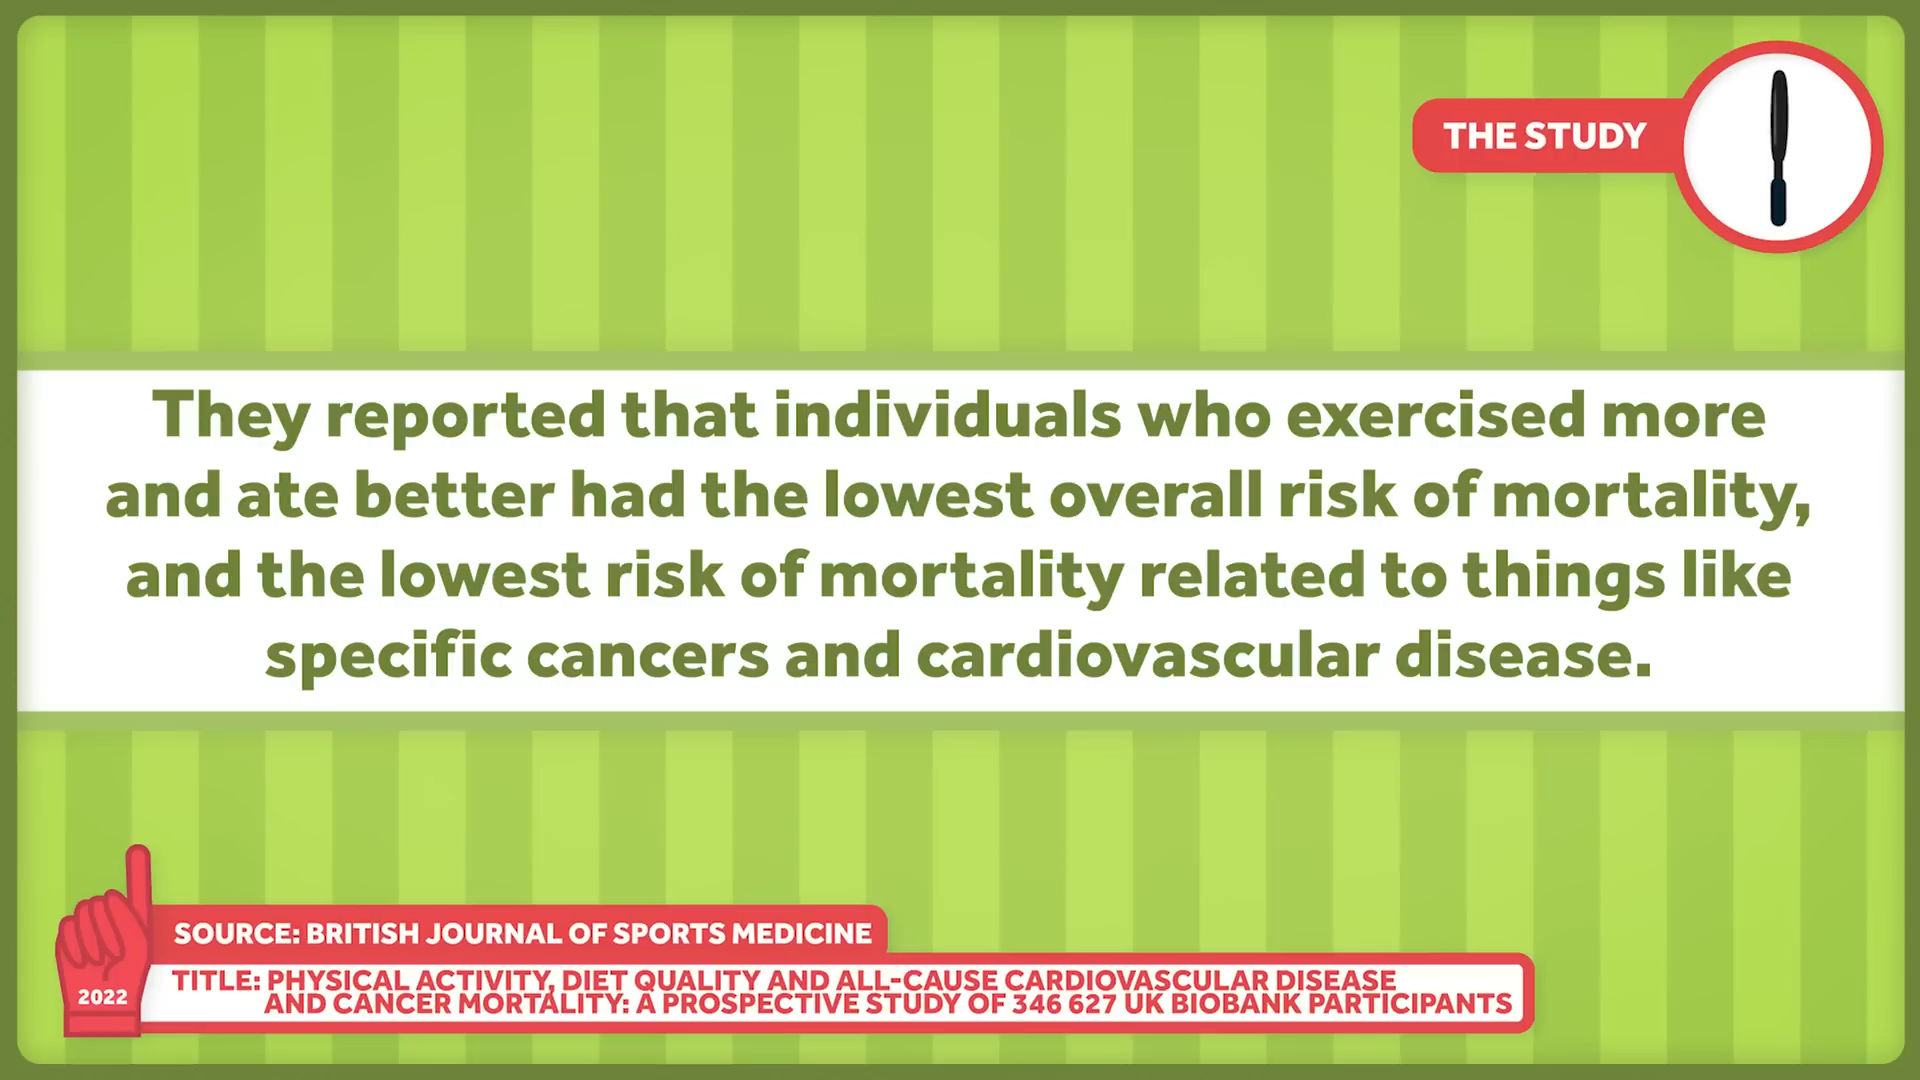 THE STUDY
They reported that individuals who exercised more
and ate better had the lowest overall risk of mortality,
and the lowest risk of mortality related to things like
specific cancers and cardiovascular disease.
SOURCE: BRITISH JOURNAL OF SPORTS MEDICINE
TITLE: PHYSICAL ACTIVITY, DIET QUALITY AND ALL-CAUSE CARDIOVASCULAR DISEASE
AND CANCER MORTALITY: A PROSPECTIVE STUDY OF 346 627 UK BIOBANK PARTICIPANTS
2022